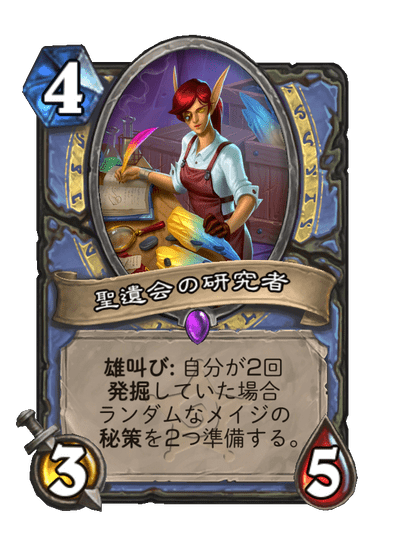 4
聖遺会の研究者
雄叫び: 自分が2回
発掘していた場合
ランダムなメイジの
秘策を2つ準備する。
3
5